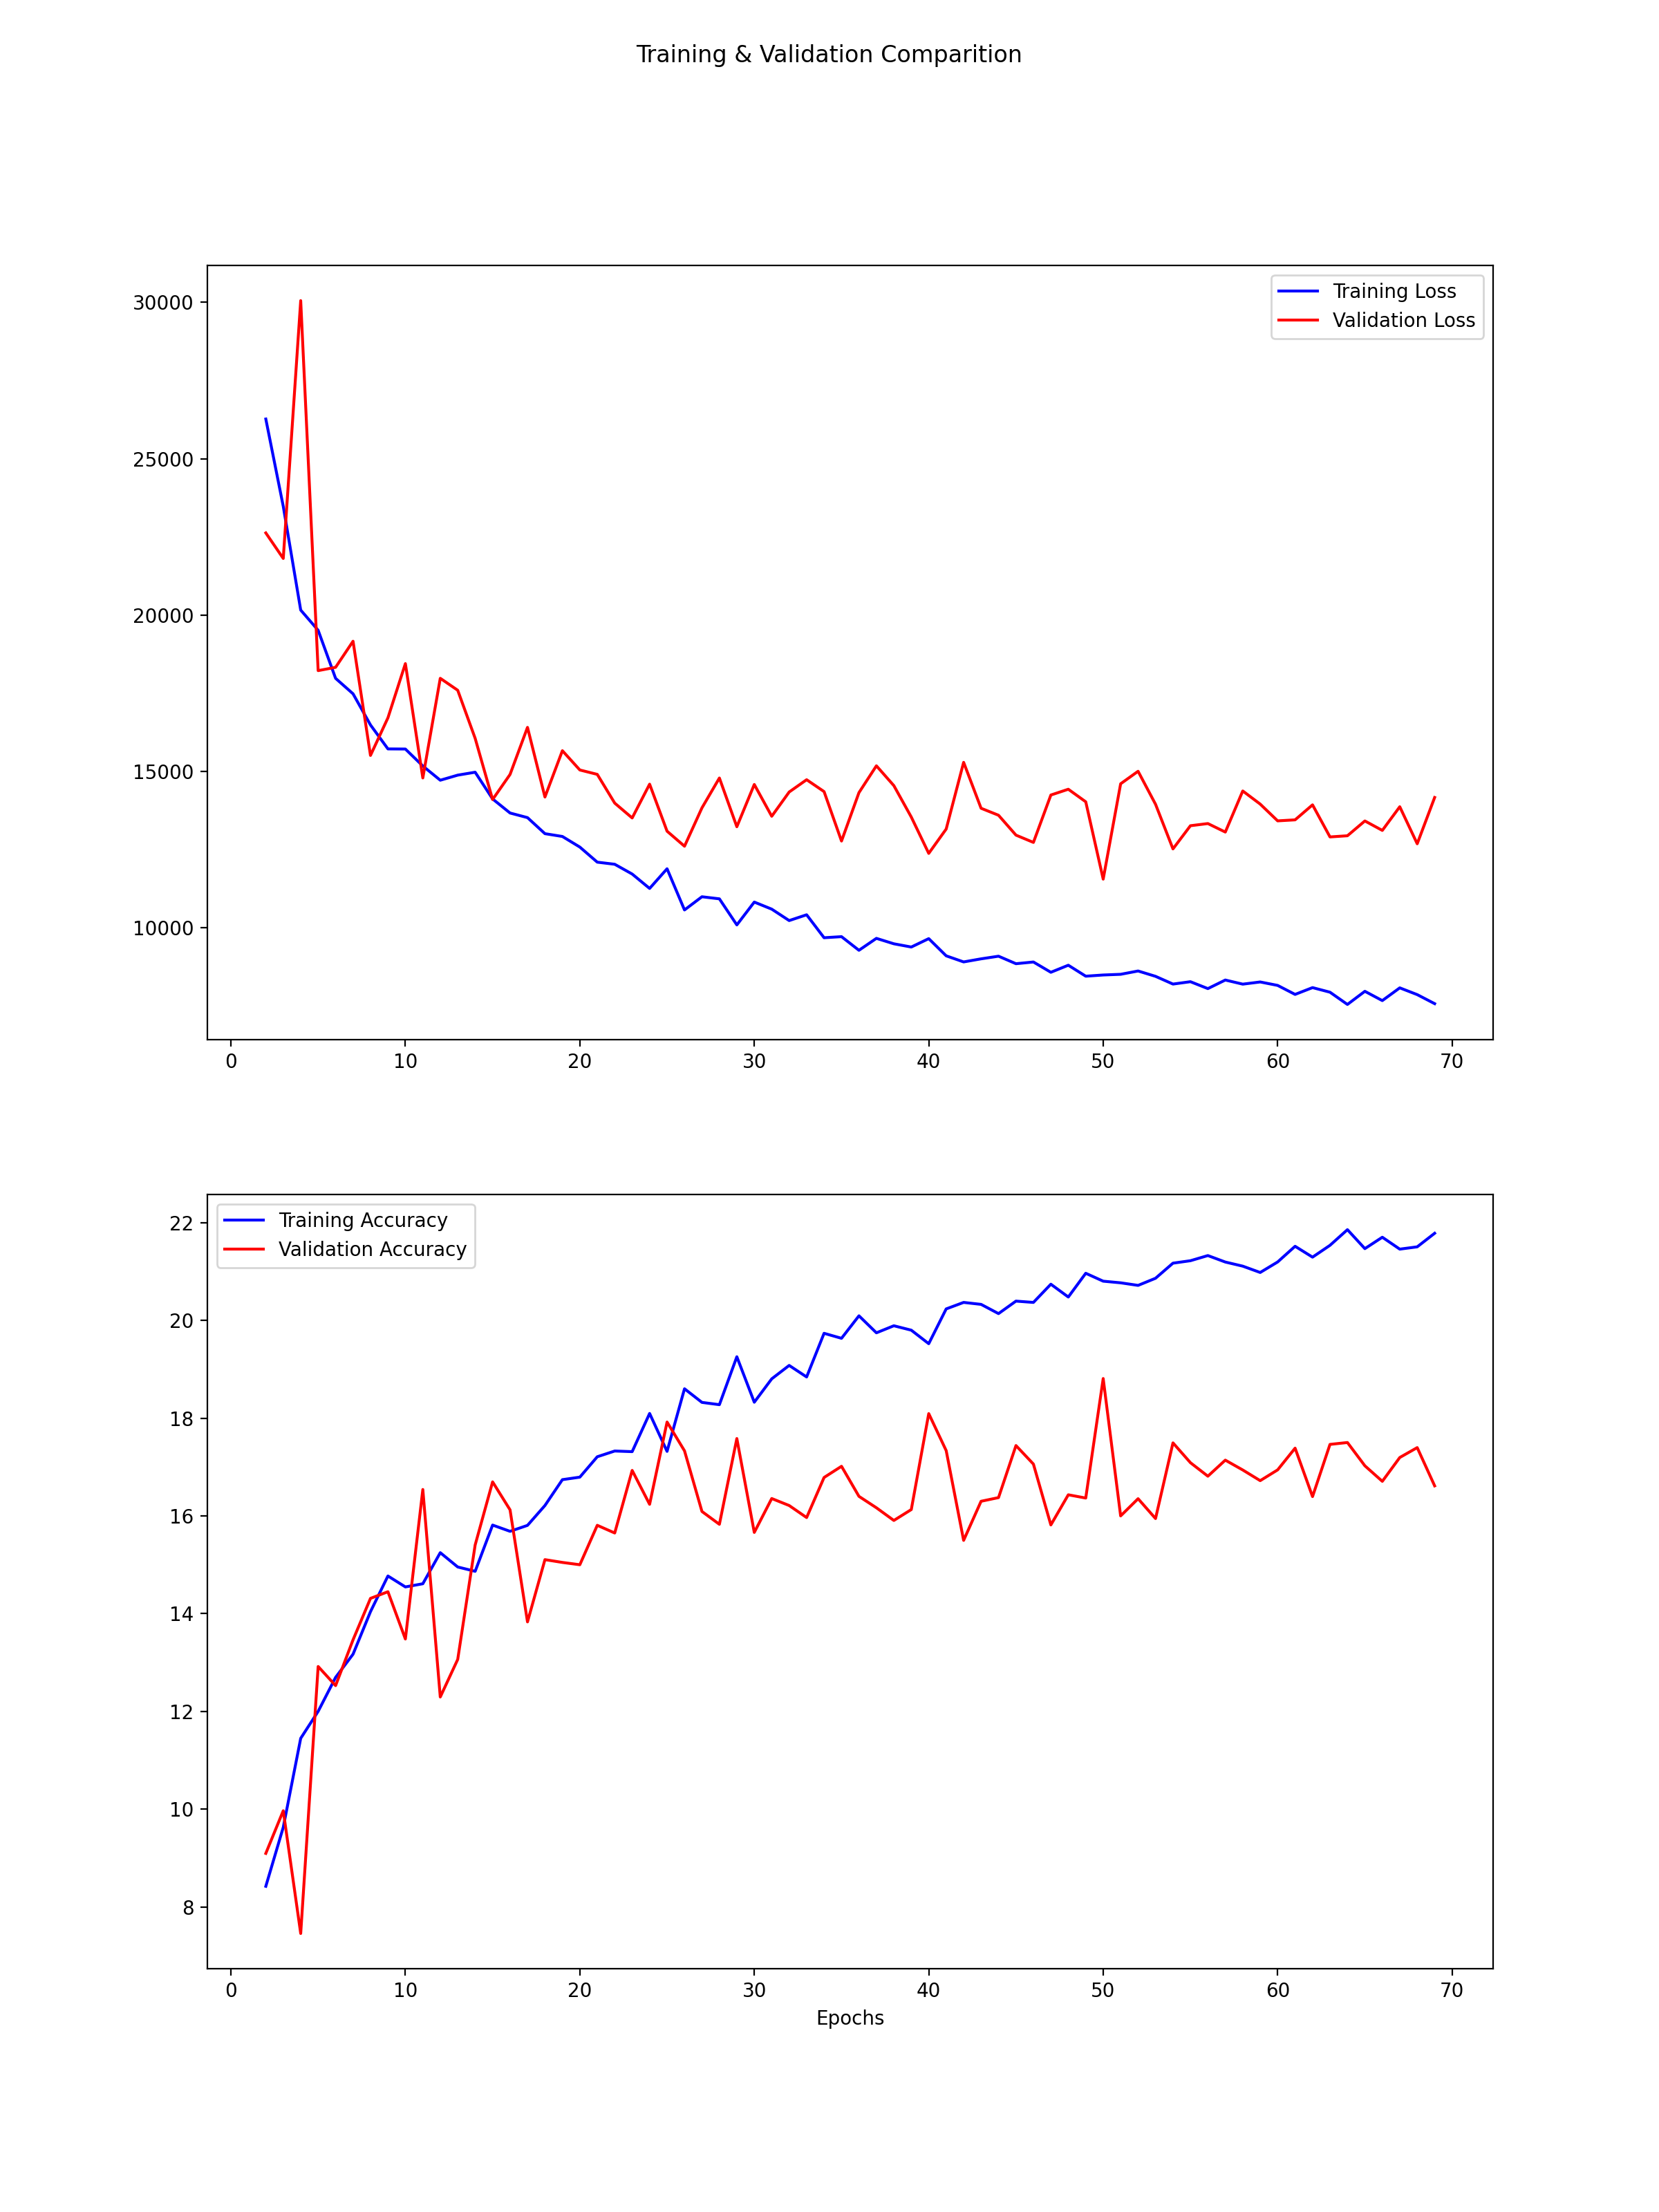 Training & Validation Comparition
30000
25000
20000
15000
10000
Training Loss
Validation Loss
0 10 20 30 40 50 60 70
22
20
18
16
14
12
10
8
Training Accuracy
Validation Accuracy
0 10 20 30 40 50 60 70
Epochs